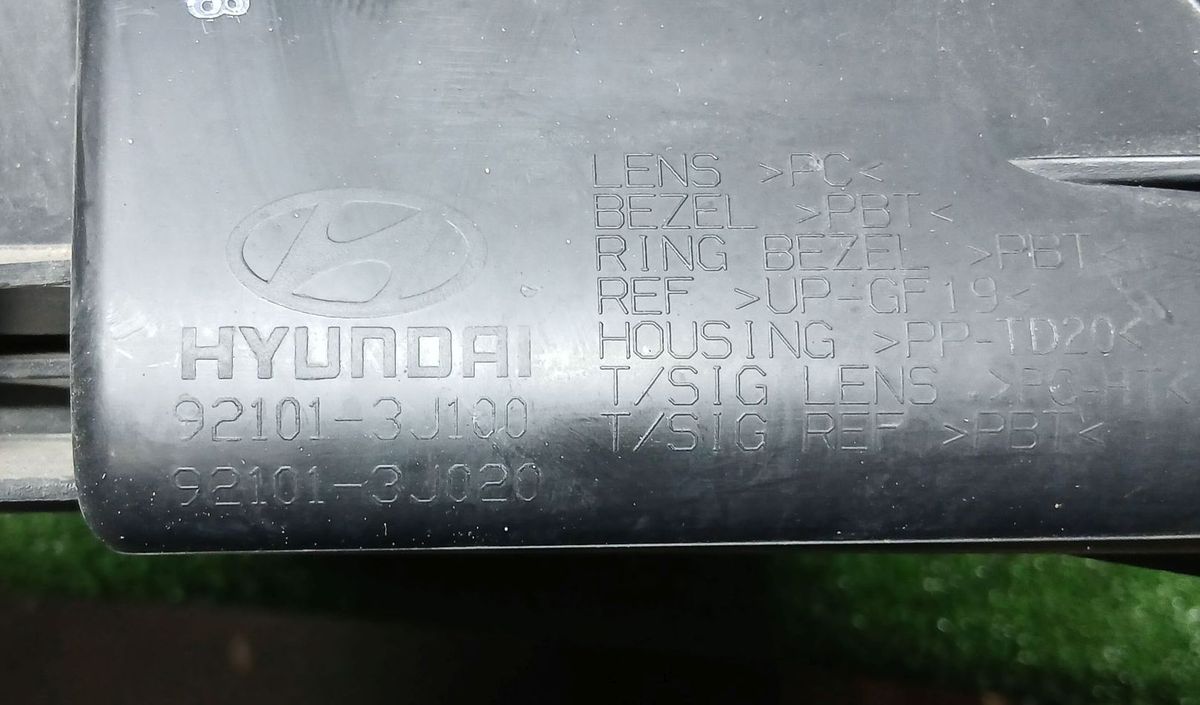 HYUNDAI
92101-3J100
92101-3J020
LENS >PC<
BEZEL >PBT<
RING BEZEL >PBT<
REF >UP-GF19<
HOUSING >PP-TD20<
T/SIG LENS >PC-HT<
T/SIG REF >PBT<